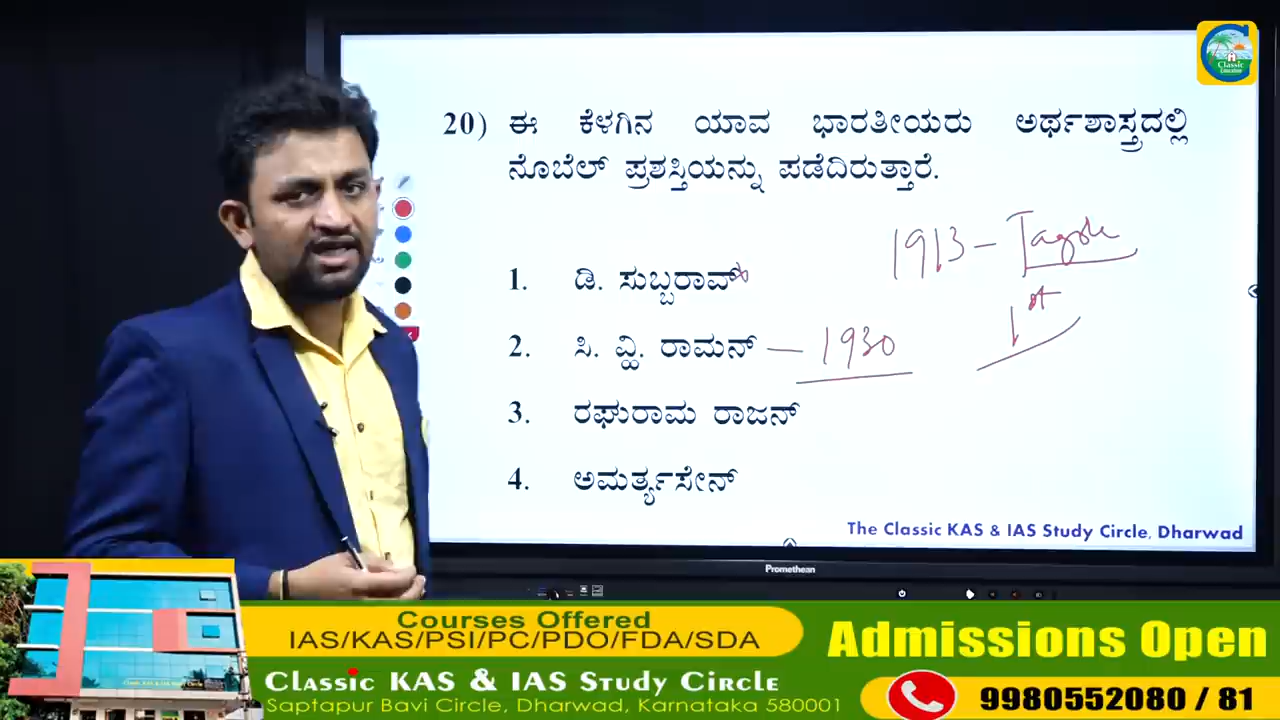 Classic
Education
20) ಈ ಕೆಳಗಿನ ಯಾವ ಭಾರತೀಯರು ಅರ್ಥಶಾಸ್ತ್ರದಲ್ಲಿ
ನೊಬೆಲ್ ಪ್ರಶಸ್ತಿಯನ್ನು ಪಡೆದಿರುತ್ತಾರೆ.
1913 - Tagore
1st
1. ಡಿ. ಸುಬ್ಬರಾವ್
2. ಸಿ. ವ್ಹಿ. ರಾಮನ್ - 1930
3. ರಘುರಾಮ ರಾಜನ್
4. ಅಮರ್ತ್ಯಸೇನ್
The Classic KAS & IAS Study Circle, Dharwad
Promethean
Courses Offered
IAS/KAS/PSI/PC/PDO/FDA/SDA
Admissions Open
Classic KAS & IAS Study Circle
Saptapur Bavi Circle, Dharwad, Karnataka 580001
9980552080 / 81